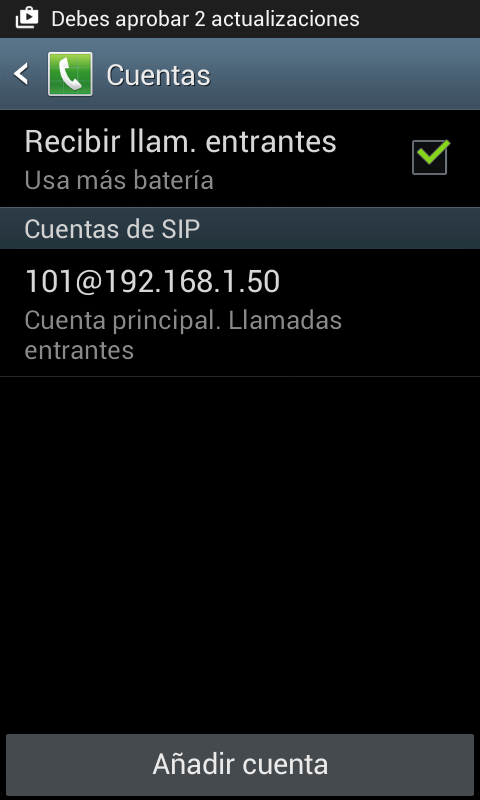 Debes aprobar 2 actualizaciones
Cuentas
Recibir llam. entrantes
Usa más batería
Cuentas de SIP
101@192.168.1.50
Cuenta principal. Llamadas
entrantes
Añadir cuenta